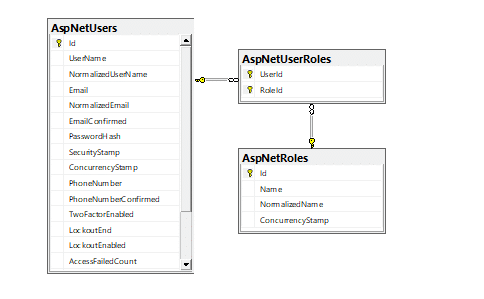 AspNetUsers
Id
UserName
NormalizedUserName
Email
NormalizedEmail
EmailConfirmed
PasswordHash
SecurityStamp
ConcurrencyStamp
PhoneNumber
PhoneNumberConfirmed
TwoFactorEnabled
LockoutEnd
LockoutEnabled
AccessFailedCount
AspNetUserRoles
UserId
RoleId
AspNetRoles
Id
Name
NormalizedName
ConcurrencyStamp